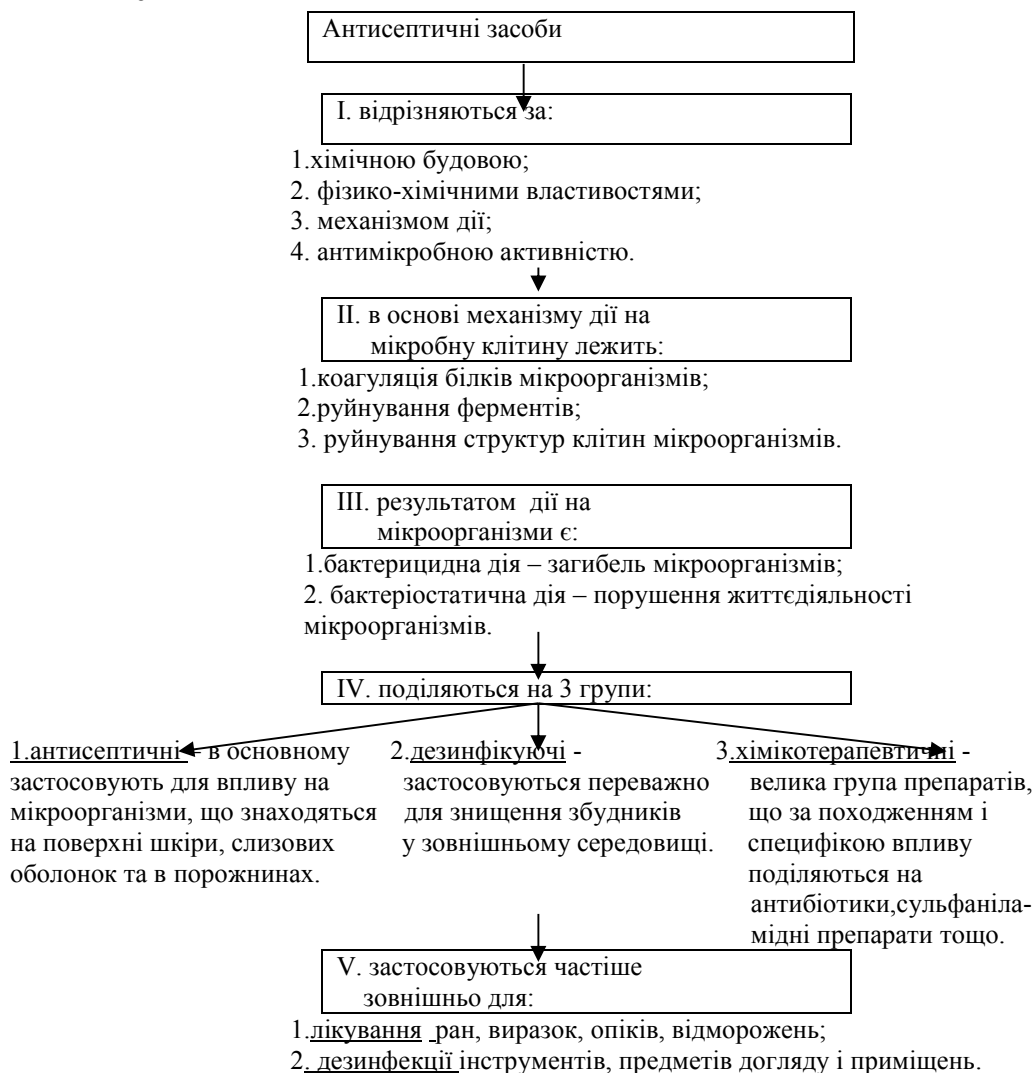 Антисептичні засоби
I. відрізняються за:
1.хімічною будовою;
2. фізико-хімічними властивостями;
3. механізмом дії;
4. антимікробною активністю.
II. в основі механізму дії на
мікробну клітину лежить:
1.коагуляція білків мікроорганізмів;
2.руйнування ферментів;
3. руйнування структур клітин мікроорганізмів.
III. результатом дії на
мікроорганізми є:
1.бактерицидна дія – загибель мікроорганізмів;
2. бактеріостатична дія – порушення життєдіяльності
мікроорганізмів.
IV. поділяються на 3 групи:
1.антисептичні – в основному
застосовують для впливу на
мікроорганізми, що знаходяться
на поверхні шкіри, слизових
оболонок та в порожнинах.
2.дезинфікуючі -
застосовуються переважно
для знищення збудників
у зовнішньому середовищі.
3.хімікотерапевтичні -
велика група препаратів,
що за походженням і
специфікою впливу
поділяються на
антибіотики,сульфаніла-
мідні препарати тощо.
V. застосовуються частіше
зовнішньо для:
1.лікування ран, виразок, опіків, відморожень;
2. дезинфекції інструментів, предметів догляду і приміщень.